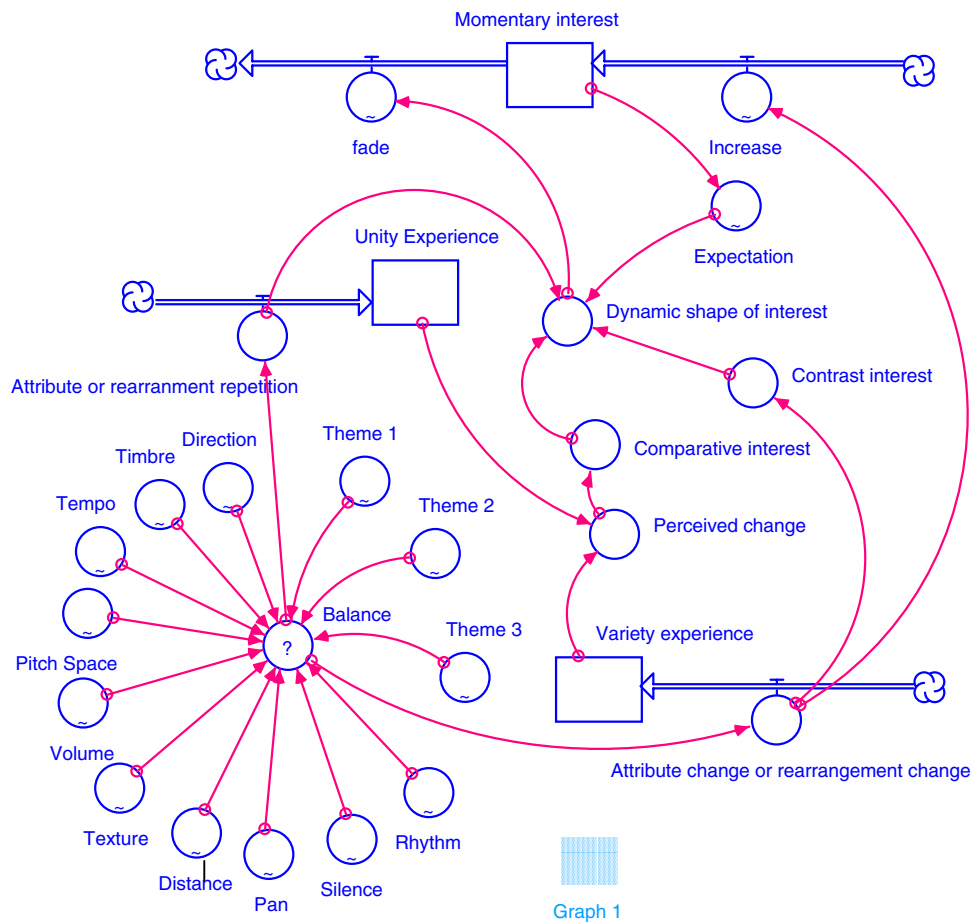 Momentary interest
fade
Increase
Expectation
Unity Experience
Dynamic shape of interest
Attribute or rearranment repetition
Contrast interest
Comparative interest
Direction
Theme 1
Timbre
Theme 2
Tempo
Perceived change
Balance
?
Theme 3
Variety experience
Pitch Space
Volume
Attribute change or rearrangement change
Texture
Rhythm
Distance
Silence
Pan
Graph 1